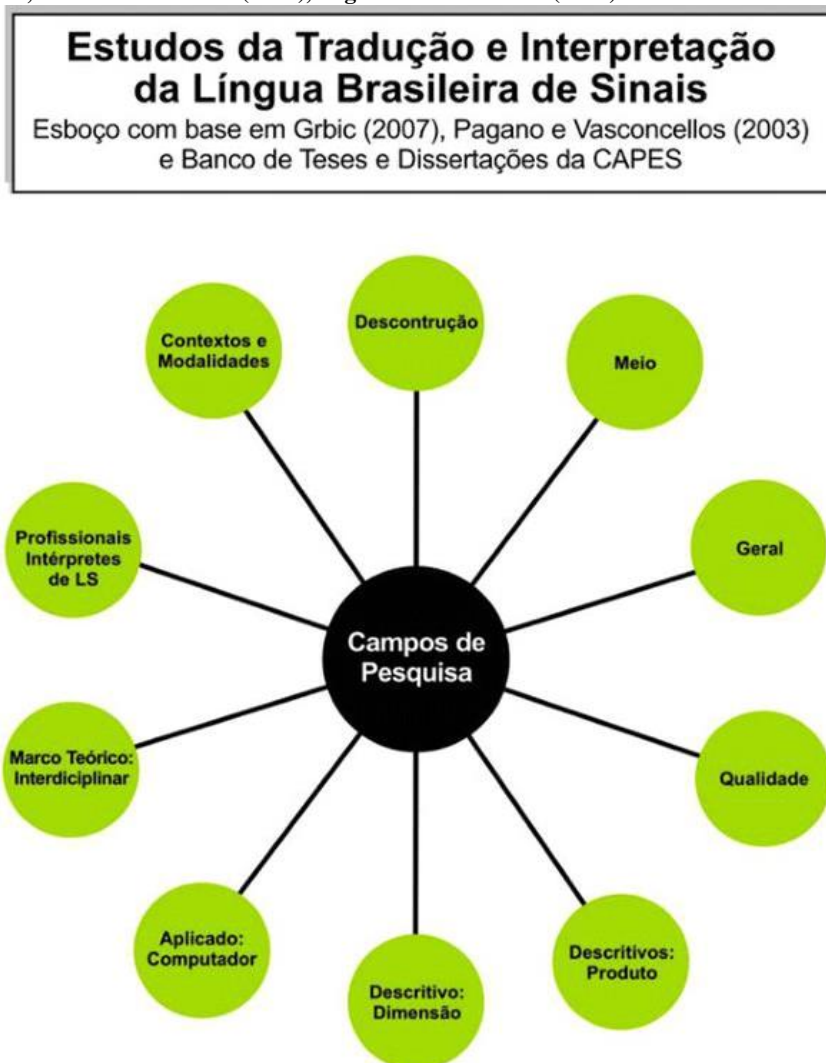 Estudos da Tradução e Interpretação
da Língua Brasileira de Sinais
Esboço com base em Grbic (2007), Pagano e Vasconcellos (2003)
e Banco de Teses e Dissertações da CAPES
Descontrução
Contextos e
Modalidades
Meio
Profissionais
Intérpretes
de LS
Geral
Campos de
Pesquisa
Marco Teórico:
Interdiciplinar
Qualidade
Aplicado:
Computador
Descritivo:
Dimensão
Descritivos:
Produto